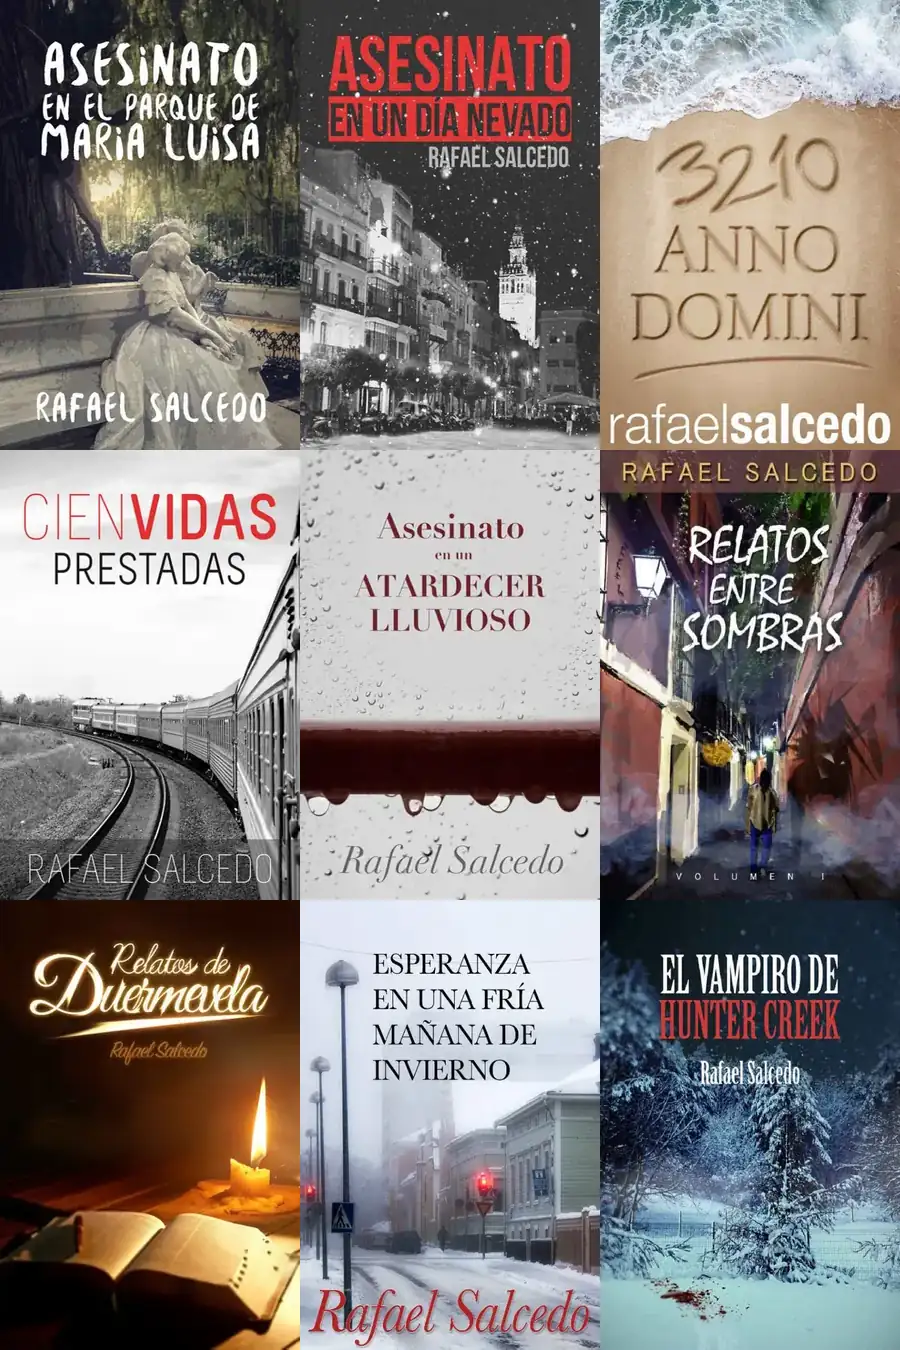 ASESINATO
EN EL PARQUE DE
MARIA LUISA
RAFAEL SALCEDO
ASESINATO
EN UN DÍA NEVADO
RAFAEL SALCEDO
3210
ANNO
DOMINI
rafaelsalcedo
CIENVIDAS
PRESTADAS
RAFAEL SALCEDO
Asesinato
en un
ATARDECER
LLUVIOSO
Rafael Salcedo
RAFAEL SALCEDO
RELATOS
ENTRE
SOMBRAS
VOLUMEN I
Relatos de
Duermevela
Rafael Salcedo
ESPERANZA
EN UNA FRÍA
MAÑANA DE
INVIERNO
Rafael Salcedo
EL VAMPIRO DE
HUNTER CREEK
Rafael Salcedo